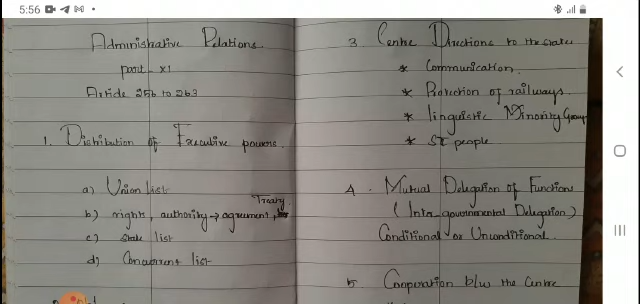 5:56
Administrative Relations.
part - XI
Article 256 to 263
1. Distribution of Executive powers.
a) Union list
Treaty.
b) rights, authority → agreement,
c) State list
d) Concurrent list
3 Centre Directions to the states
* Communication.
* Protection of railways.
* linguistic Minority Groups
* ST people
4. Mutual Delegation of Functions
(Inter-governmental Delegation)
Conditional or Unconditional.
5 Cooperation b/w the Centre